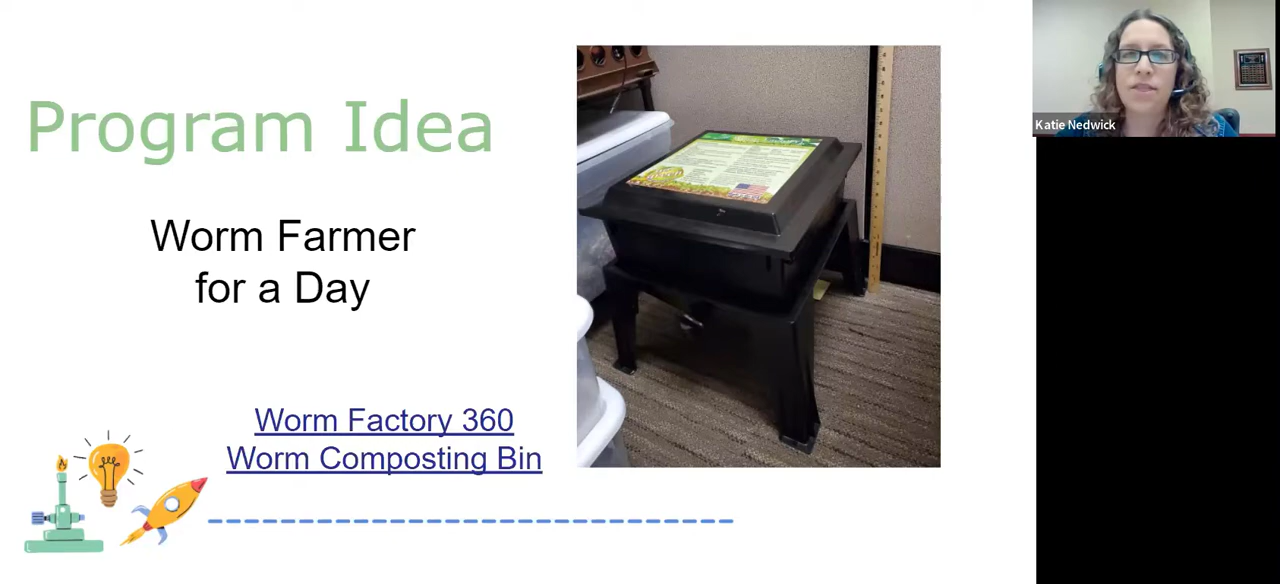 Program Idea
Worm Farmer
for a Day
Worm Factory 360
Worm Composting Bin
Katie Nedwick